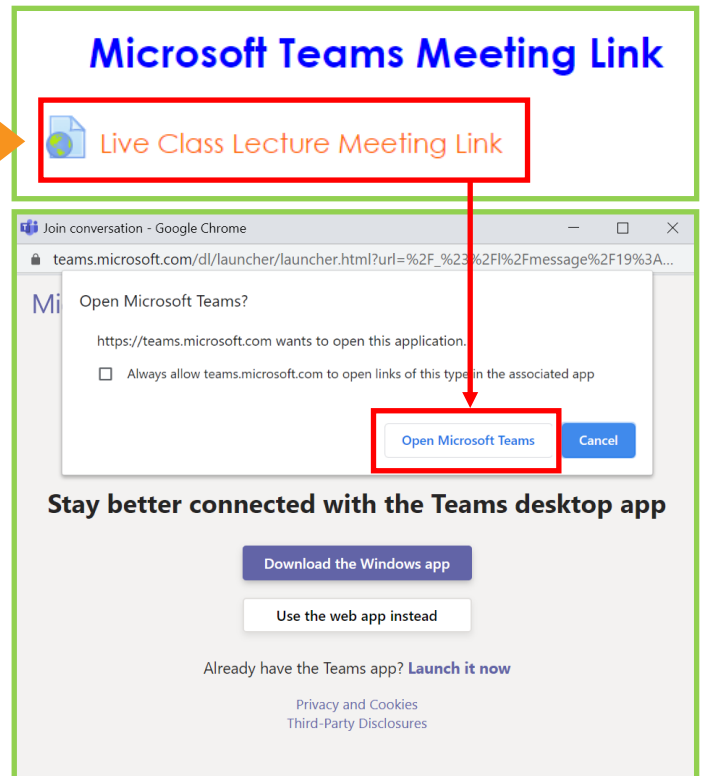 Microsoft Teams Meeting Link
Live Class Lecture Meeting Link
Join conversation - Google Chrome
teams.microsoft.com/dl/launcher/launcher.html?url=%2F_%23%2Fl%2Fmessage%2F19%3A...
Mi
Open Microsoft Teams?
https://teams.microsoft.com wants to open this application.
Always allow teams.microsoft.com to open links of this type in the associated app
Open Microsoft Teams Cancel
Stay better connected with the Teams desktop app
Download the Windows app
Use the web app instead
Already have the Teams app? Launch it now
Privacy and Cookies
Third-Party Disclosures